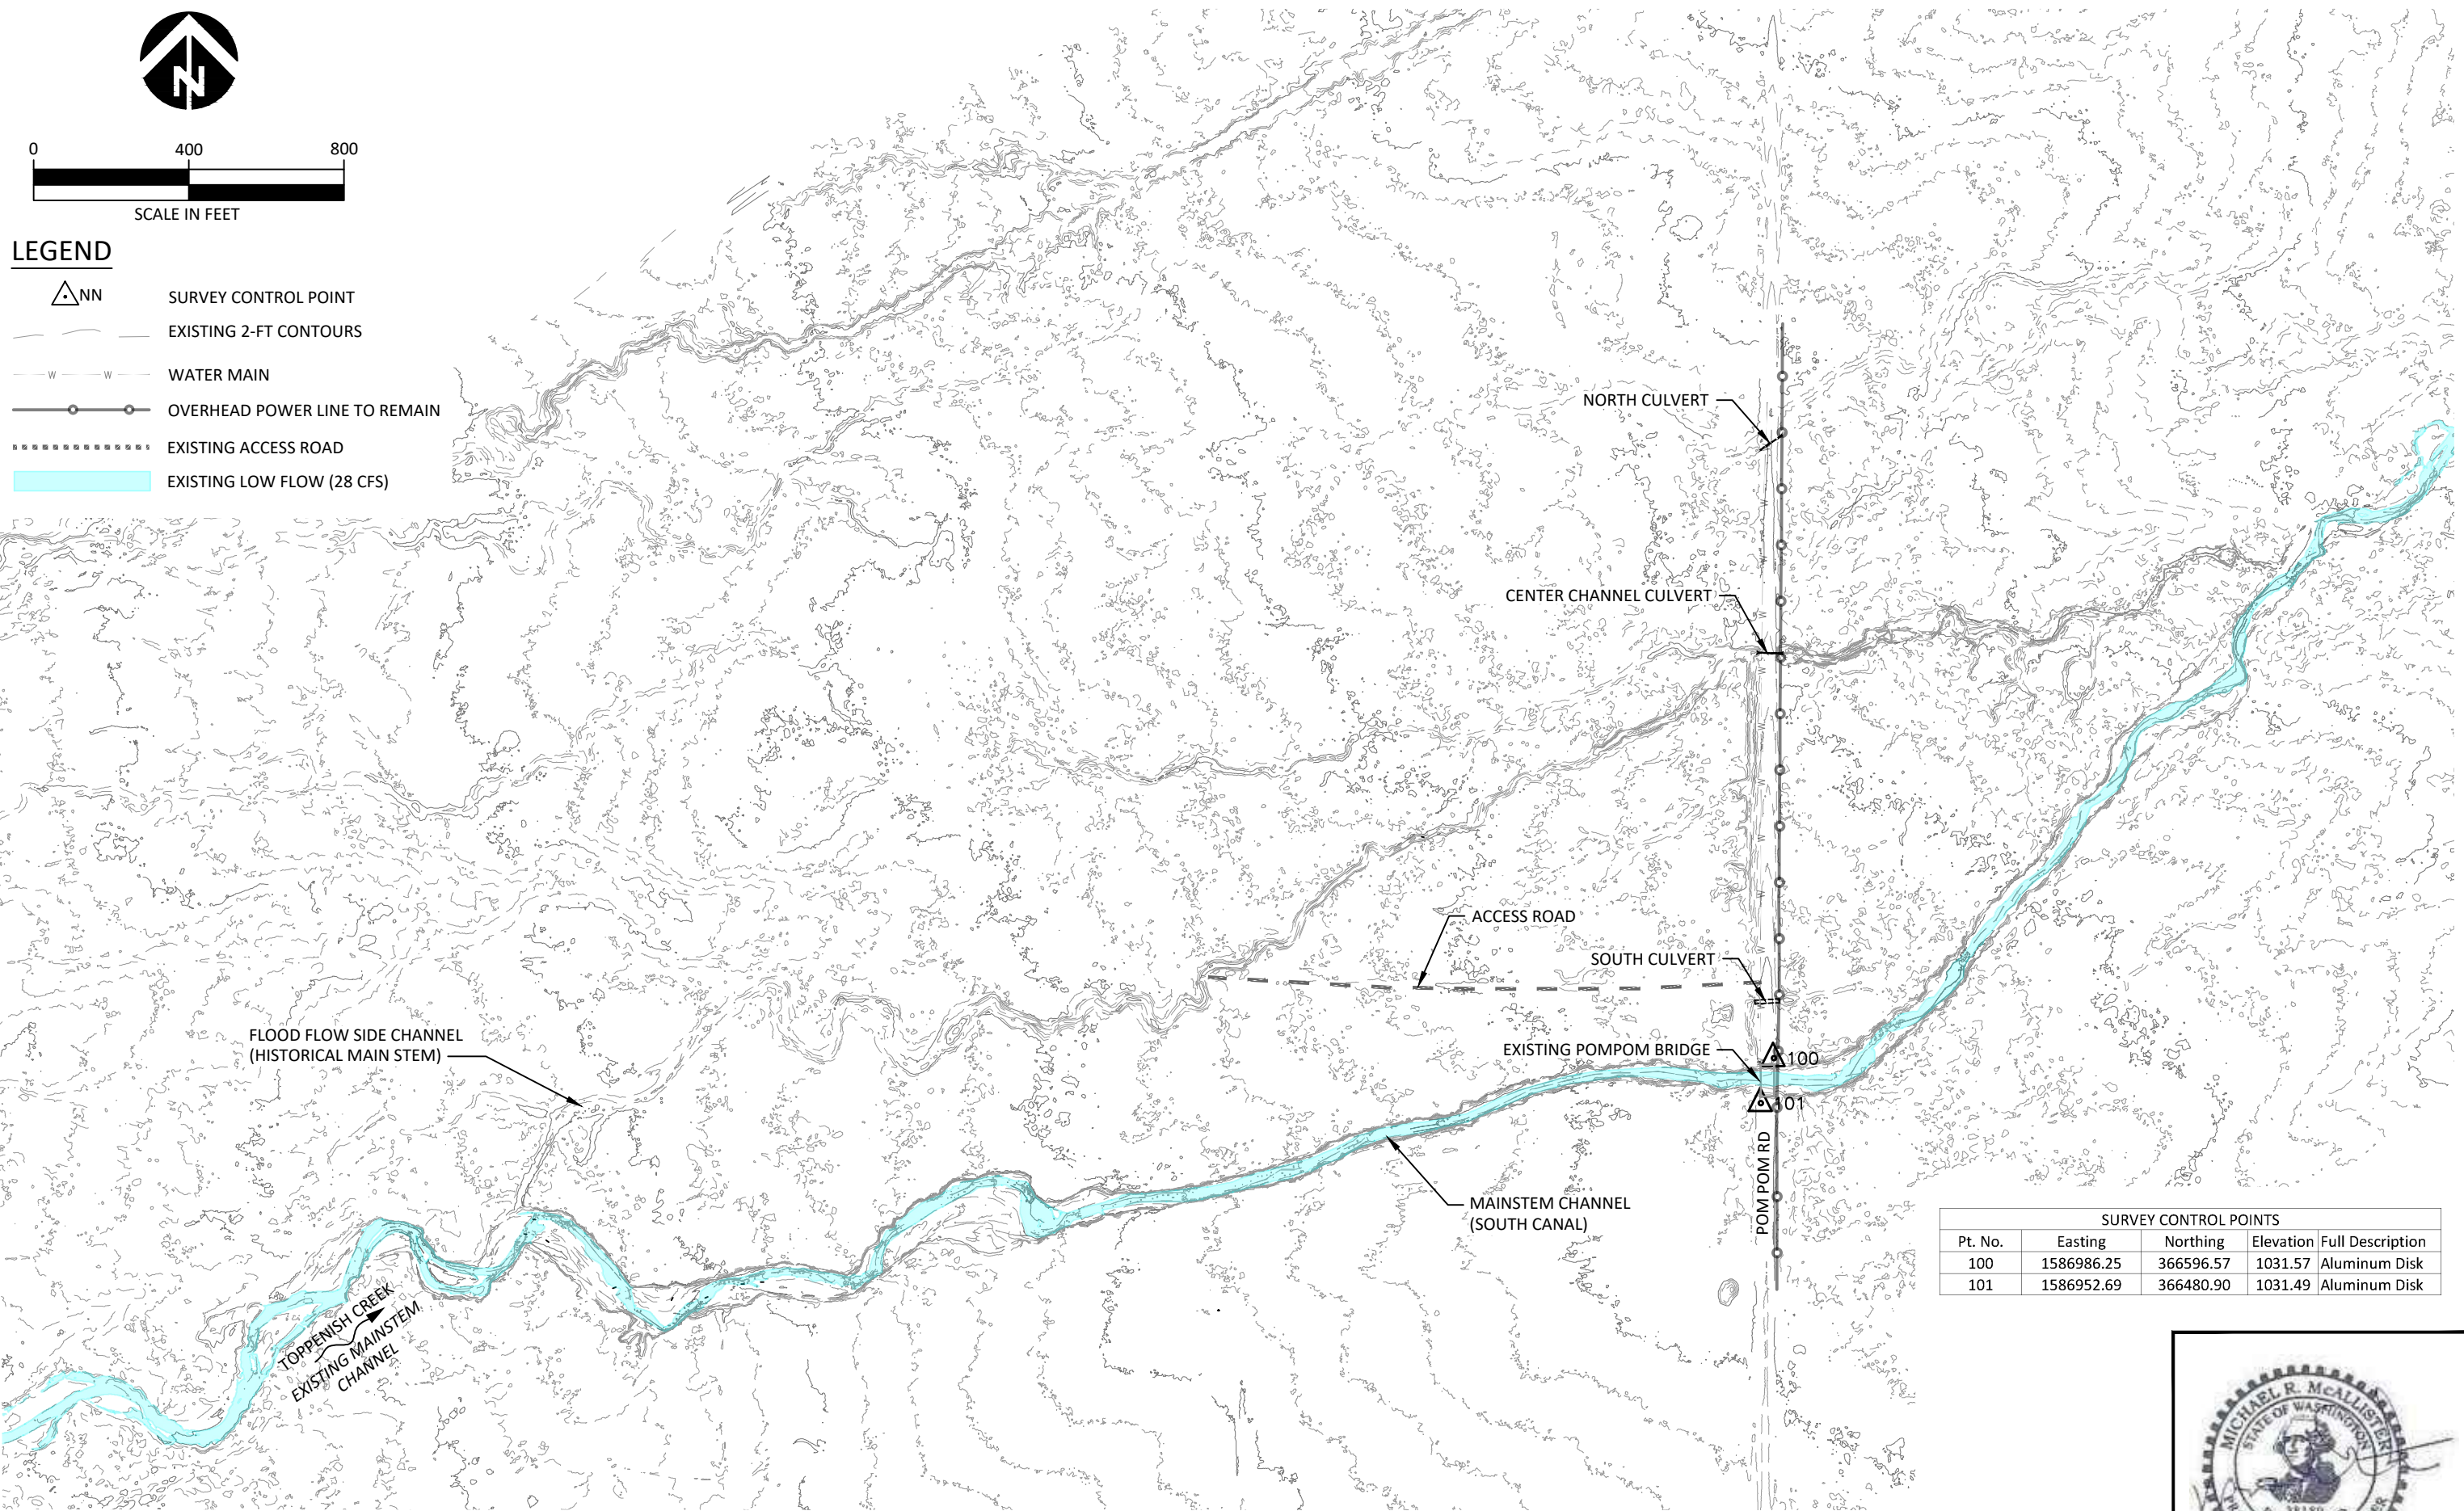 N
0 400 800
SCALE IN FEET
LEGEND
NN SURVEY CONTROL POINT
EXISTING 2-FT CONTOURS
W W WATER MAIN
OVERHEAD POWER LINE TO REMAIN
EXISTING ACCESS ROAD
EXISTING LOW FLOW (28 CFS)
NORTH CULVERT
CENTER CHANNEL CULVERT
ACCESS ROAD
SOUTH CULVERT
FLOOD FLOW SIDE CHANNEL
(HISTORICAL MAIN STEM)
EXISTING POMPOM BRIDGE
100
101
POM POM RD
MAINSTEM CHANNEL
(SOUTH CANAL)
TOPPENISH CREEK
EXISTING MAINSTEM
CHANNEL
SURVEY CONTROL POINTS
Pt. No. Easting Northing Elevation Full Description
100 1586986.25 366596.57 1031.57 Aluminum Disk
101 1586952.69 366480.90 1031.49 Aluminum Disk
MICHAEL R. McALLISTER
STATE OF WASHINGTON